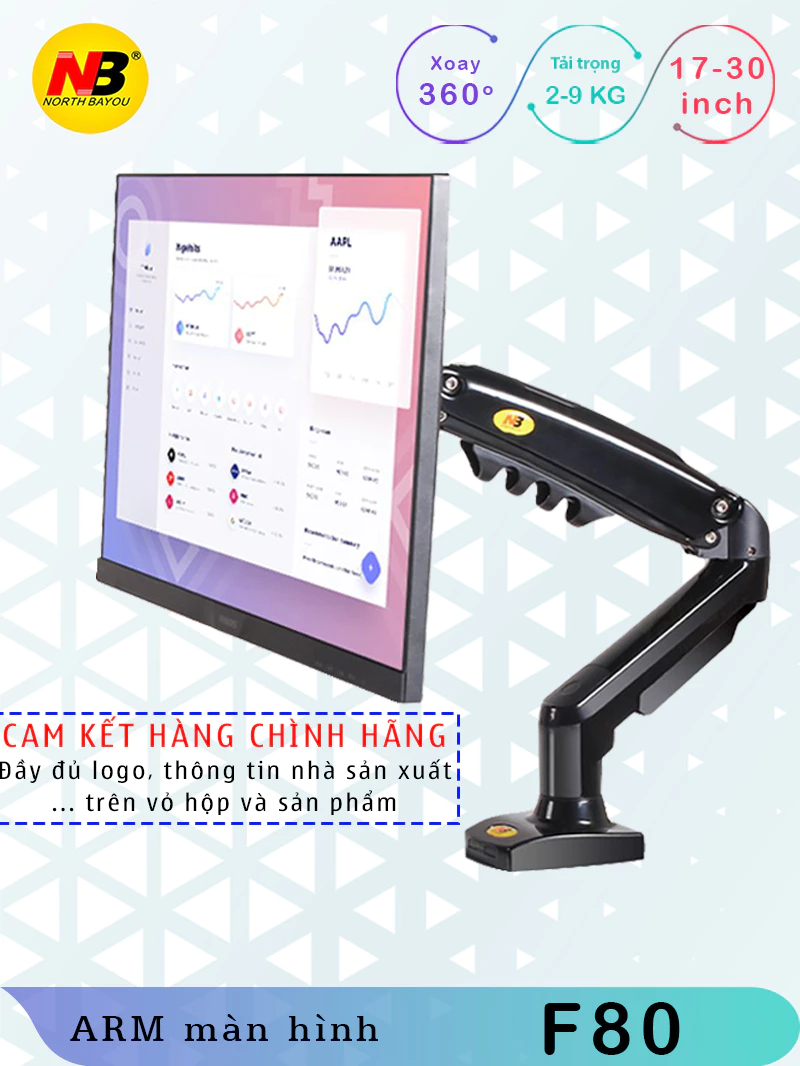 NB®
NORTH BAYOU
Xoay
360°
Tải trọng
2-9 KG
17-30
inch
AAPL
NB
CAM KẾT HÀNG CHÌNH HÃNG
Đầy đủ logo, thông tin nhà sản xuất
... trên vỏ hộp và sản phẩm
NB
ARM màn hình
F80